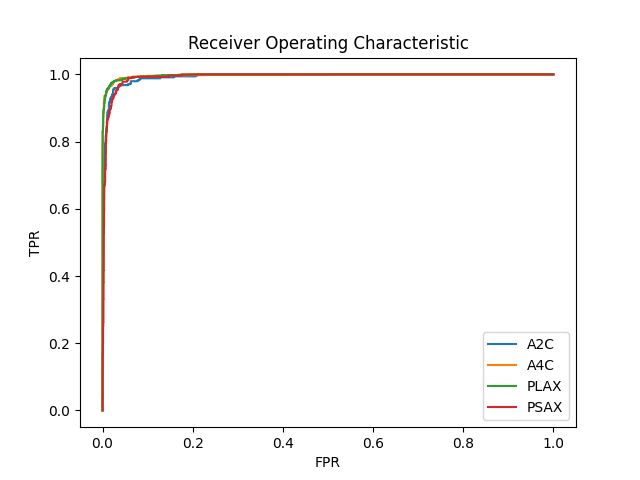 Receiver Operating Characteristic
TPR
1.0
0.8
0.6
0.4
0.2
0.0
A2C
A4C
PLAX
PSAX
0.0 0.2 0.4 0.6 0.8 1.0
FPR